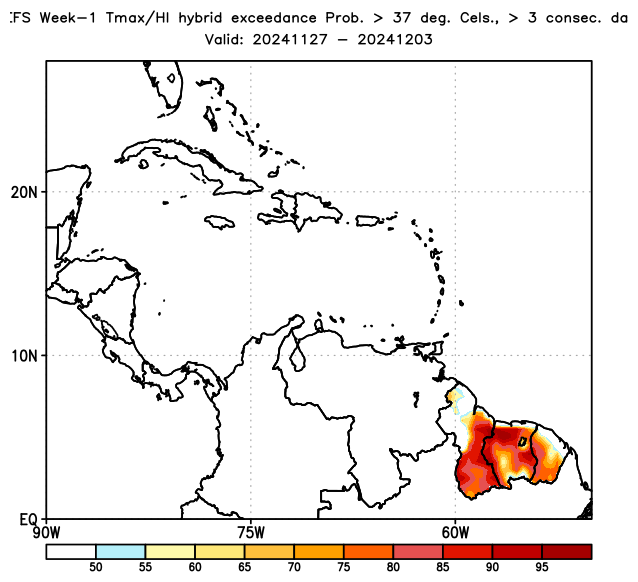 EFS Week-1 Tmax/HI hybrid exceedance Prob. > 37 deg. Cels., > 3 consec. da
Valid: 20241127 - 20241203
20N
10N
EQ
90W 75W 60W
50 55 60 65 70 75 80 85 90 95